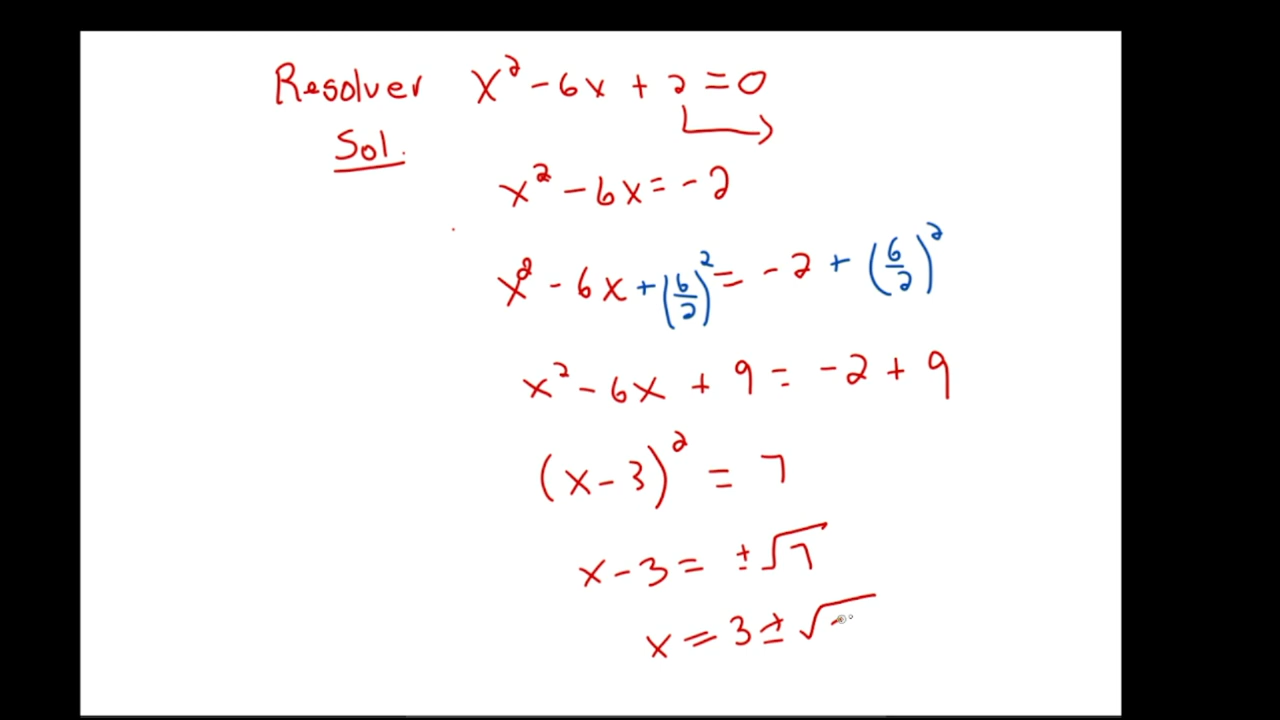 Resolver x² - 6x + 2 = 0
Sol.
x² - 6x = -2
x² - 6x + (6/2)² = -2 + (6/2)²
x² - 6x + 9 = -2 + 9
(x - 3)² = 7
x - 3 = ±√7
x = 3 ± √